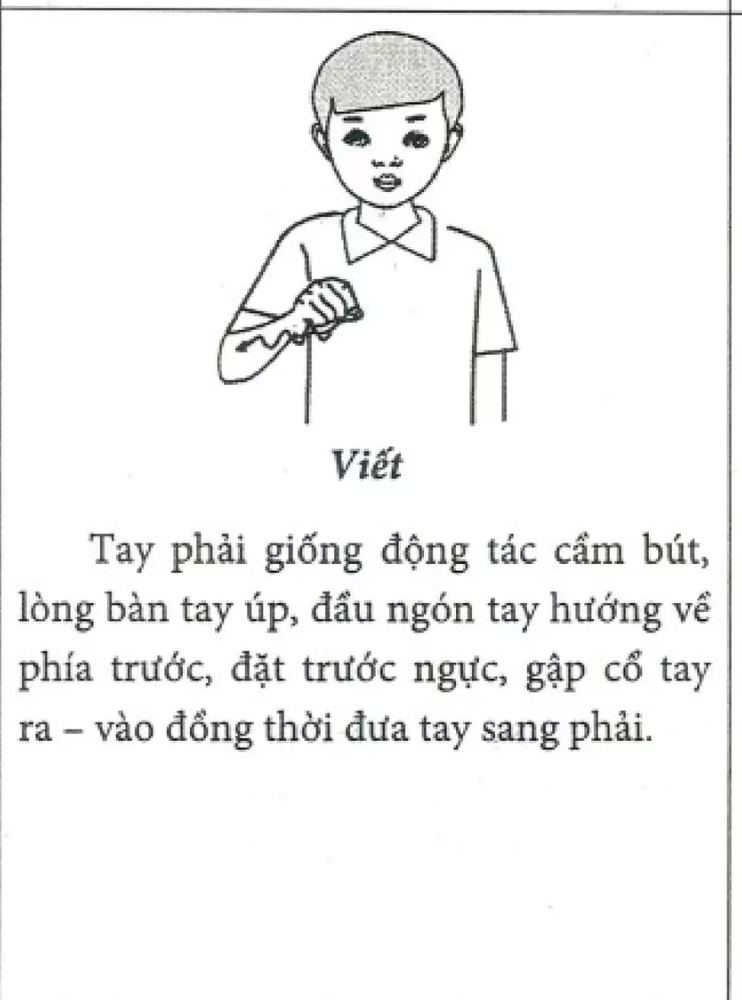 Viết
Tay phải giống động tác cầm bút,
lòng bàn tay úp, đầu ngón tay hướng về
phía trước, đặt trước ngực, gập cổ tay
ra – vào đồng thời đưa tay sang phải.